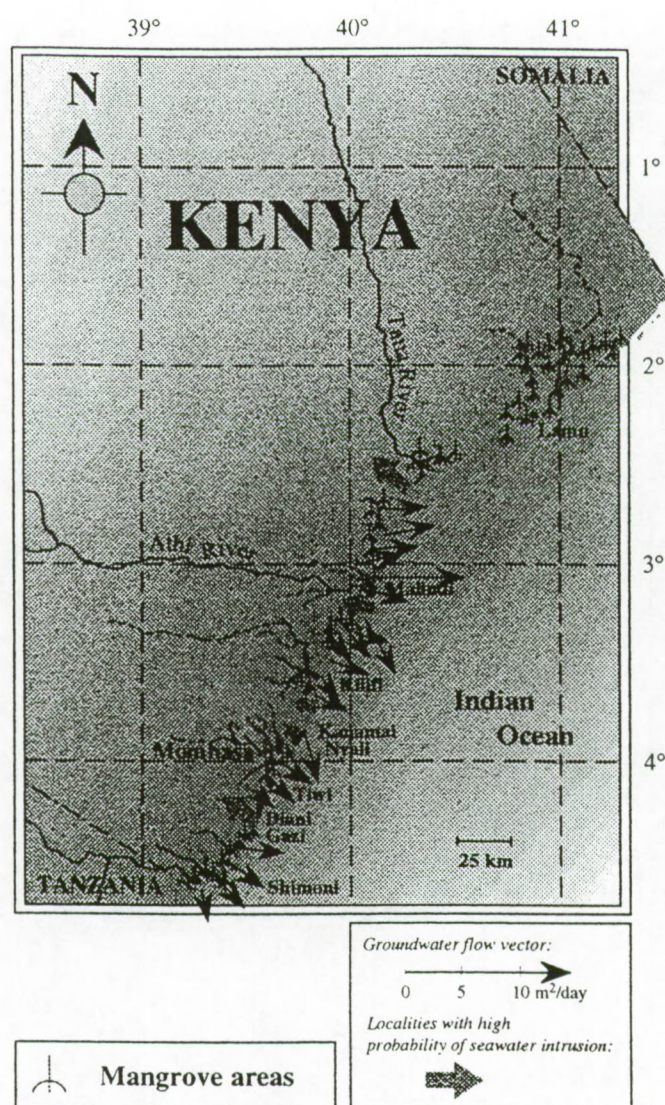 39° 40° 41°
SOMALIA
N
1°
KENYA
Tana River
2°
Lamu
Athi River
3°
Malindi
Kilifi
Indian
Ocean
Kanamai
Nyali
Mombasa
4°
Tiwi
Diani
Gazi
25 km
TANZANIA
Shimoni
Groundwater flow vector:
0 5 10 m²/day
Localities with high
probability of seawater intrusion:
Mangrove areas